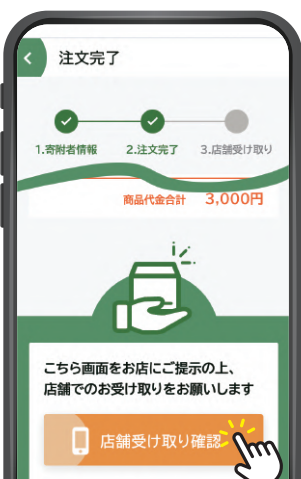 注文完了
1.寄附者情報 2.注文完了 3.店舗受け取り
商品代金合計 3,000円
こちら画面をお店にご提示の上、
店舗でのお受け取りをお願いします
店舗受け取り確認